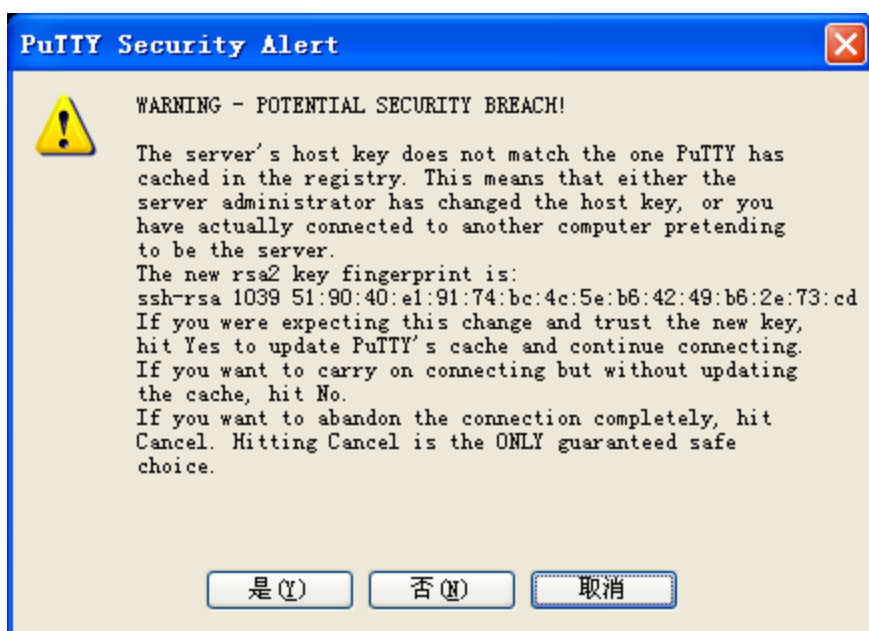 PuTTY Security Alert
WARNING - POTENTIAL SECURITY BREACH!
The server's host key does not match the one PuTTY has
cached in the registry. This means that either the
server administrator has changed the host key, or you
have actually connected to another computer pretending
to be the server.
The new rsa2 key fingerprint is:
ssh-rsa 1039 51:90:40:e1:91:74:bc:4c:5e:b6:42:49:b6:2e:73:cd
If you were expecting this change and trust the new key,
hit Yes to update PuTTY's cache and continue connecting.
If you want to carry on connecting but without updating
the cache, hit No.
If you want to abandon the connection completely, hit
Cancel. Hitting Cancel is the ONLY guaranteed safe
choice.
是(Y) 否(N) 取消